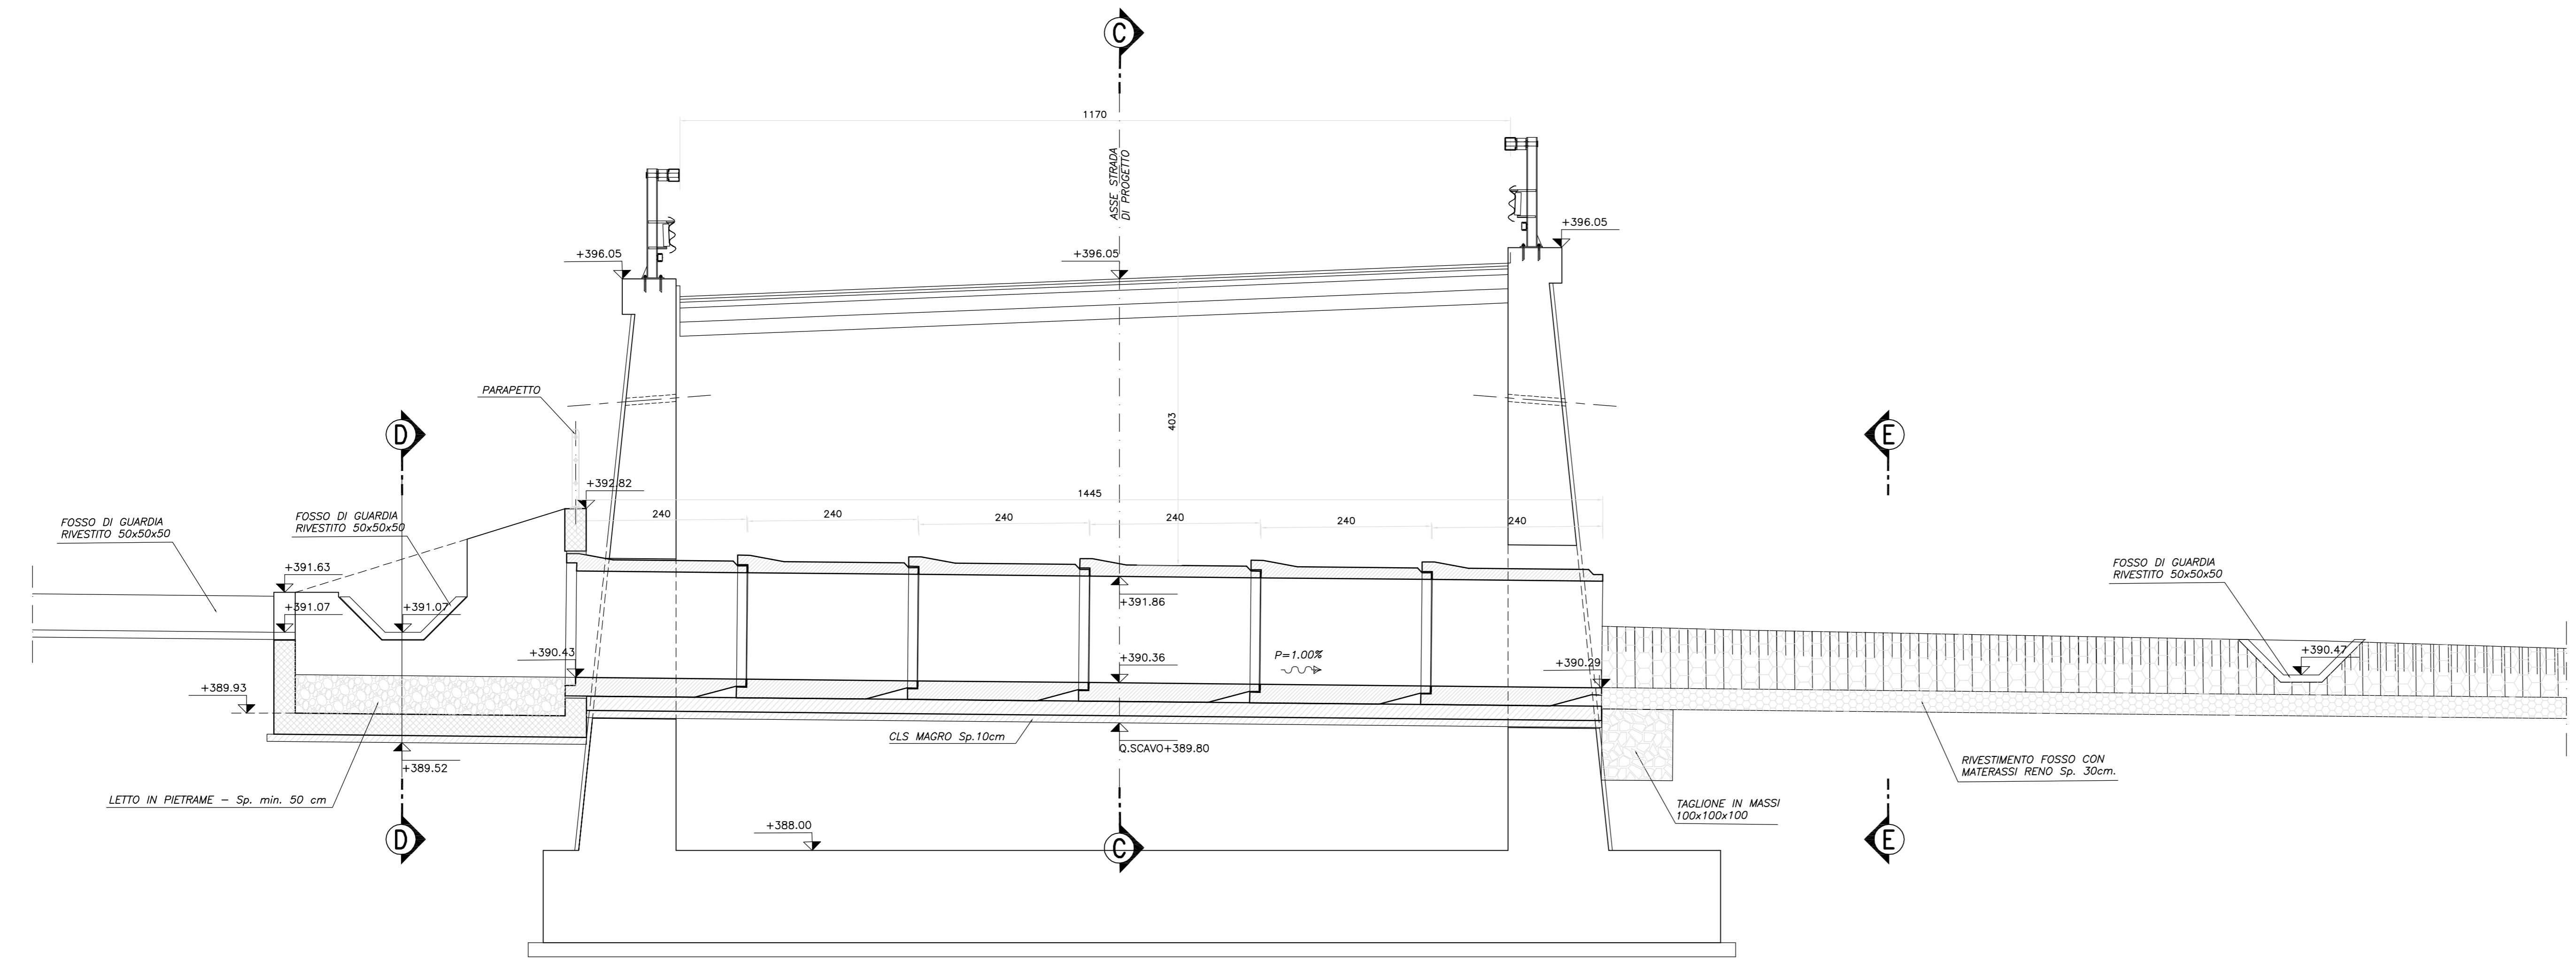 C
1170
ASSE STRADA
DI PROGETTO
+396.05
+396.05
+396.05
PARAPETTO
403
D
E
+392.82
1445
240
240
240
240
240
240
FOSSO DI GUARDIA
RIVESTITO 50x50x50
FOSSO DI GUARDIA
RIVESTITO 50x50x50
FOSSO DI GUARDIA
RIVESTITO 50x50x50
+391.63
+391.07
+391.07
+391.86
+390.43
+390.36
P=1.00%
+390.29
+390.47
+389.93
CLS MAGRO Sp.10cm
Q.SCAVO+389.80
+389.52
RIVESTIMENTO FOSSO CON
MATERASSI RENO Sp. 30cm.
LETTO IN PIETRAME - Sp. min. 50 cm
TAGLIONE IN MASSI
100x100x100
+388.00
D
C
E